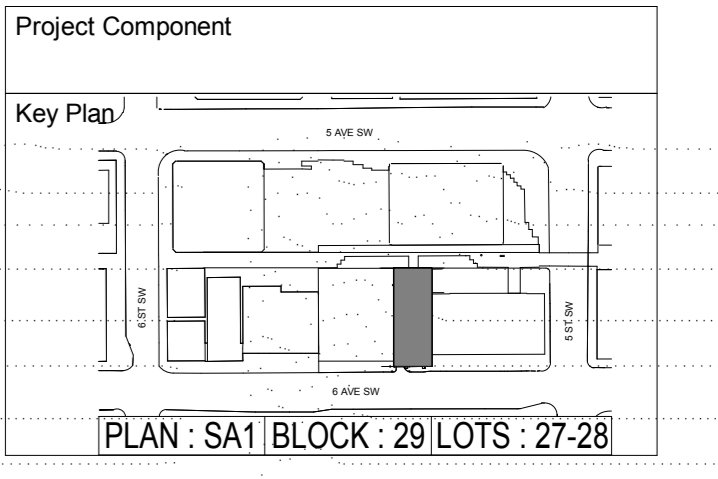 Project Component
Key Plan
5 AVE SW
6 ST SW
5 ST. SW
6 AVE SW
PLAN : SA1 BLOCK : 29 LOTS : 27-28